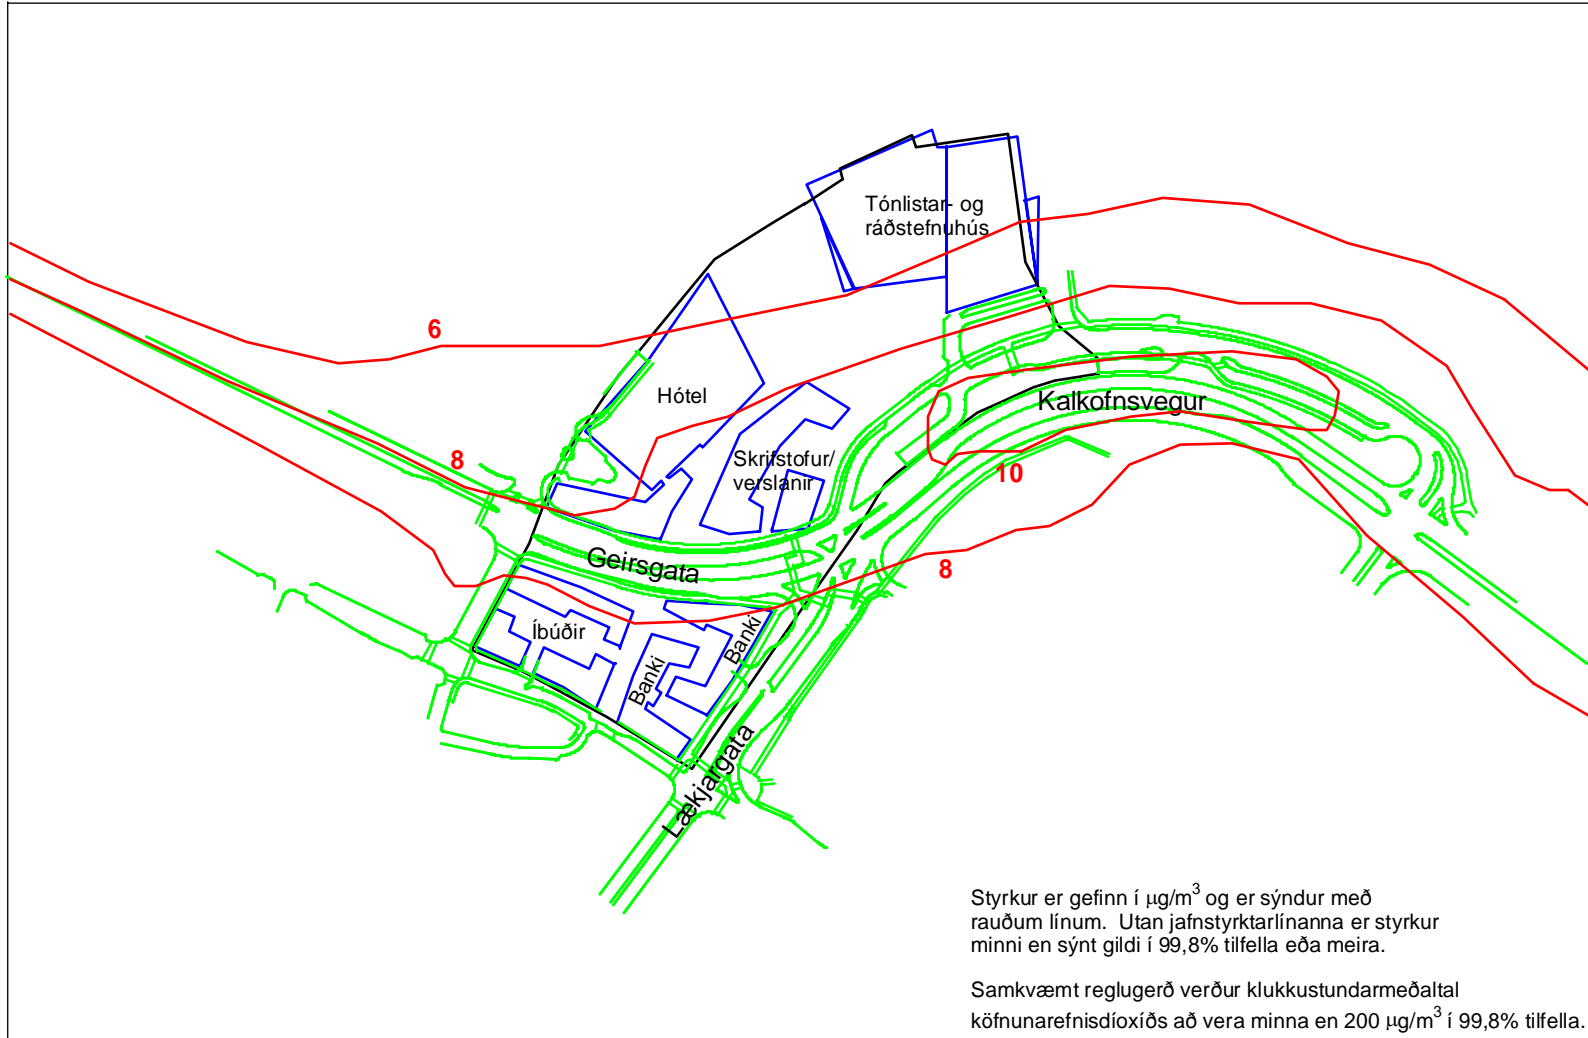 Tónlistar- og
ráðstefnuhús
6
Hótel
Kalkofnsvegur
8
Skrifstofur/
verslanir
10
Geirsgata
8
Íbúðir
Banki
Banki
Lækjargata
Styrkur er gefinn í µg/m³ og er sýndur með
rauðum línum. Utan jafnstyrktarlínanna er styrkur
minni en sýnt gildi í 99,8% tilfella eða meira.
Samkvæmt reglugerð verður klukkustundarmeðaltal
köfnunarefnisdíoxíðs að vera minna en 200 µg/m³ í 99,8% tilfella.